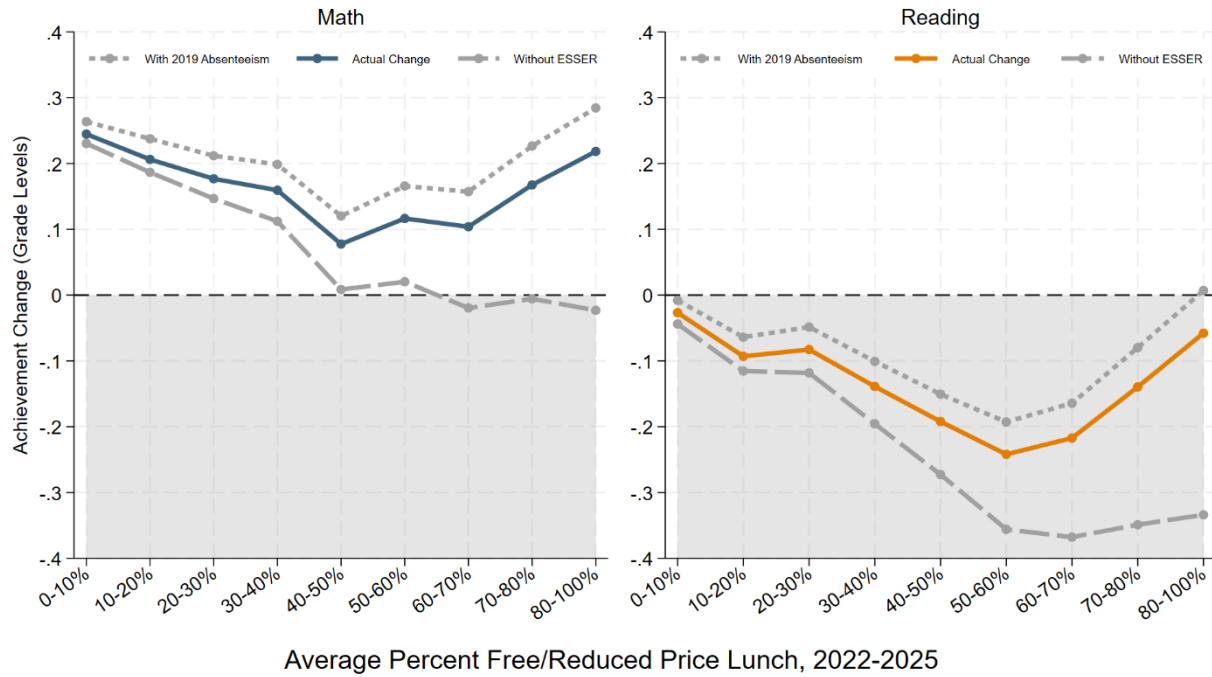 Math
Reading
With 2019 Absenteeism Actual Change Without ESSER
With 2019 Absenteeism Actual Change Without ESSER
Achievement Change (Grade Levels)
.4
.3
.2
.1
0
-.1
-.2
-.3
-.4
0-10% 10-20% 20-30% 30-40% 40-50% 50-60% 60-70% 70-80% 80-100%
.4
.3
.2
.1
0
-.1
-.2
-.3
-.4
0-10% 10-20% 20-30% 30-40% 40-50% 50-60% 60-70% 70-80% 80-100%
Average Percent Free/Reduced Price Lunch, 2022-2025